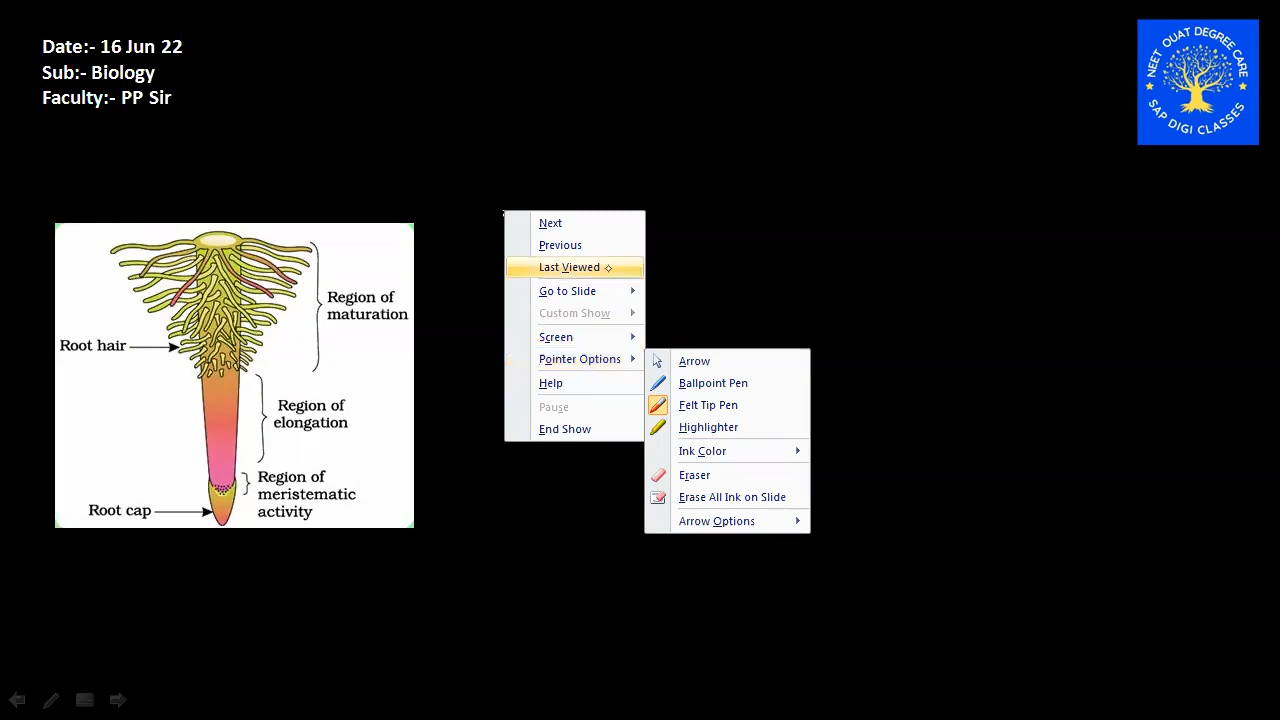 Date:- 16 Jun 22
Sub:- Biology
Faculty:- PP Sir
NEET OUAT DEGREE CARE
SAP DIGI CLASSES
Region of
maturation
Root hair
Region of
elongation
Region of
meristematic
activity
Root cap
Next
Previous
Last Viewed
Go to Slide
Custom Show
Screen
Pointer Options
Help
Pause
End Show
Arrow
Ballpoint Pen
Felt Tip Pen
Highlighter
Ink Color
Eraser
Erase All Ink on Slide
Arrow Options